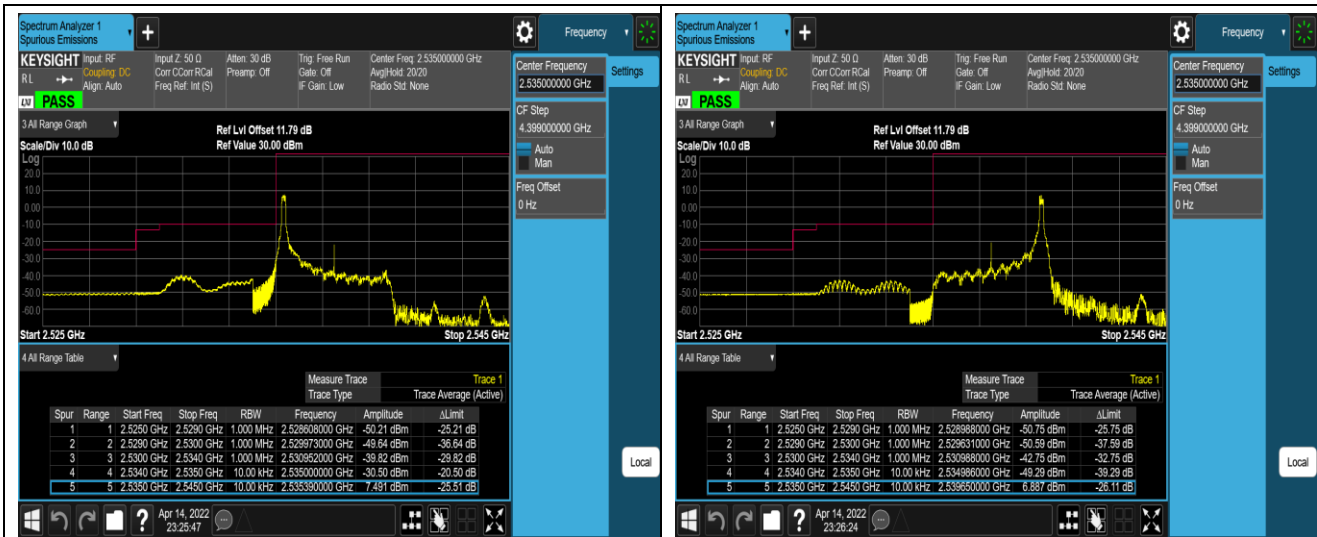 Spectrum Analyzer 1
Spurious Emissions
+
Frequency
KEYSIGHT Input: RF Input Z: 50 Ω Atten: 30 dB Trig: Free Run Center Freq: 2.535000000 GHz
RL Coupling: DC Corr CCorr RCal Preamp: Off Gate: Off Avg|Hold: 20/20
Align: Auto Freq Ref: Int (S) IF Gain: Low Radio Std: None
LXI PASS
Center Frequency
2.535000000 GHz
Settings
CF Step
4.399000000 GHz
Auto
Man
Freq Offset
0 Hz
3 All Range Graph
Ref Lvl Offset 11.79 dB
Scale/Div 10.0 dB Ref Value 30.00 dBm
Log
20.0
10.0
0.00
-10.0
-20.0
-30.0
-40.0
-50.0
-60.0
Start 2.525 GHz Stop 2.545 GHz
4 All Range Table
Measure Trace Trace 1
Trace Type Trace Average (Active)
Spur Range Start Freq Stop Freq RBW Frequency Amplitude ΔLimit
1 1 2.5250 GHz 2.5290 GHz 1.000 MHz 2.528608000 GHz -50.21 dBm -25.21 dB
2 2 2.5290 GHz 2.5300 GHz 1.000 MHz 2.529973000 GHz -49.64 dBm -36.64 dB
3 3 2.5300 GHz 2.5340 GHz 1.000 MHz 2.530952000 GHz -39.82 dBm -29.82 dB
4 4 2.5340 GHz 2.5350 GHz 10.00 kHz 2.535000000 GHz -30.50 dBm -20.50 dB
5 5 2.5350 GHz 2.5450 GHz 10.00 kHz 2.535390000 GHz 7.491 dBm -25.51 dB
Local
?
Apr 14, 2022
23:25:47
Spectrum Analyzer 1
Spurious Emissions
+
Frequency
KEYSIGHT Input: RF Input Z: 50 Ω Atten: 30 dB Trig: Free Run Center Freq: 2.535000000 GHz
RL Coupling: DC Corr CCorr RCal Preamp: Off Gate: Off Avg|Hold: 20/20
Align: Auto Freq Ref: Int (S) IF Gain: Low Radio Std: None
LXI PASS
Center Frequency
2.535000000 GHz
Settings
CF Step
4.399000000 GHz
Auto
Man
Freq Offset
0 Hz
3 All Range Graph
Ref Lvl Offset 11.79 dB
Scale/Div 10.0 dB Ref Value 30.00 dBm
Log
20.0
10.0
0.00
-10.0
-20.0
-30.0
-40.0
-50.0
-60.0
Start 2.525 GHz Stop 2.545 GHz
4 All Range Table
Measure Trace Trace 1
Trace Type Trace Average (Active)
Spur Range Start Freq Stop Freq RBW Frequency Amplitude ΔLimit
1 1 2.5250 GHz 2.5290 GHz 1.000 MHz 2.528988000 GHz -50.75 dBm -25.75 dB
2 2 2.5290 GHz 2.5300 GHz 1.000 MHz 2.529631000 GHz -50.59 dBm -37.59 dB
3 3 2.5300 GHz 2.5340 GHz 1.000 MHz 2.530988000 GHz -42.75 dBm -32.75 dB
4 4 2.5340 GHz 2.5350 GHz 10.00 kHz 2.534986000 GHz -49.29 dBm -39.29 dB
5 5 2.5350 GHz 2.5450 GHz 10.00 kHz 2.539650000 GHz 6.887 dBm -26.11 dB
Local
?
Apr 14, 2022
23:26:24